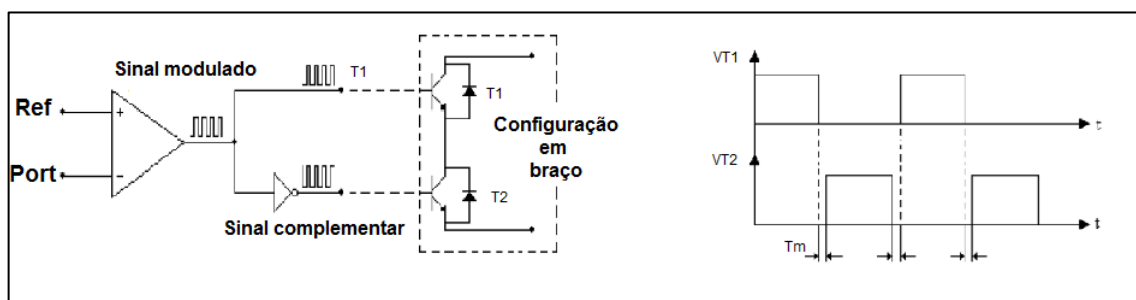 Sinal modulado
Ref
+
Port
-
T1
T1
Configuração
em
braço
T2
Sinal complementar
VT1
t
VT2
t
Tm